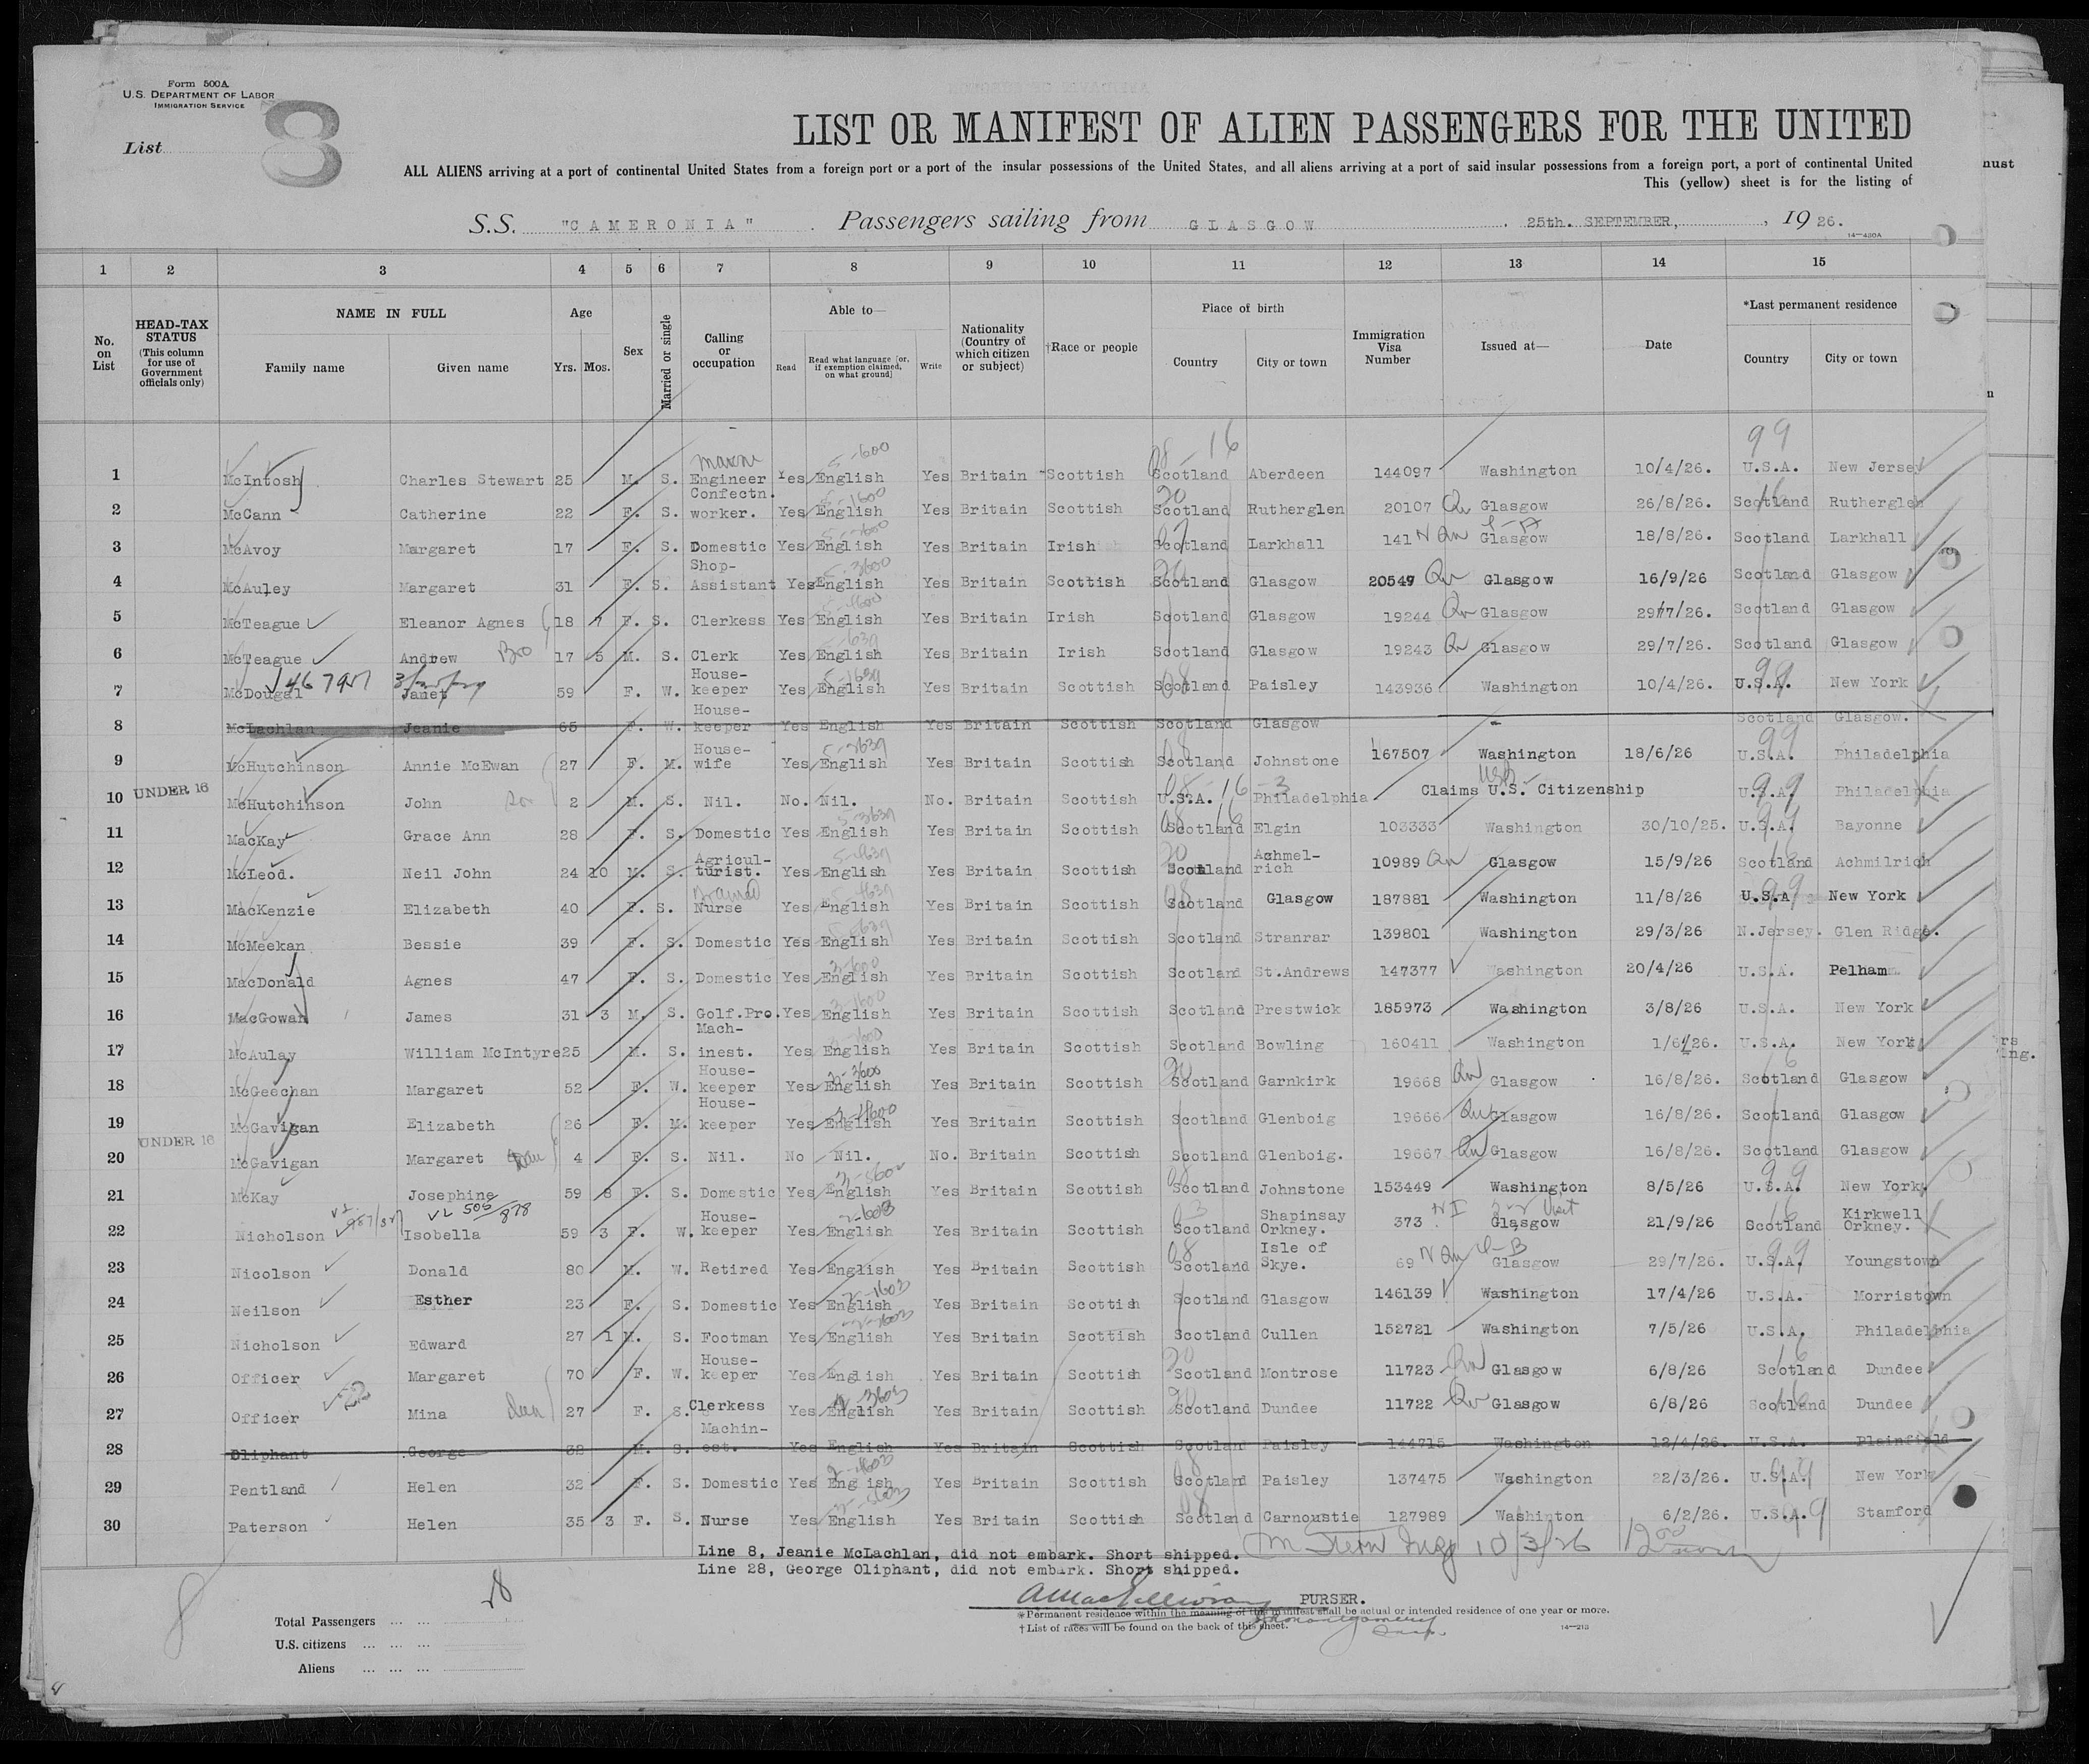 Form 500A
U.S. DEPARTMENT OF LABOR
IMMIGRATION SERVICE
List 8
LIST OR MANIFEST OF ALIEN PASSENGERS FOR THE UNITED
ALL ALIENS arriving at a port of continental United States from a foreign port or a port of the insular possessions of the United States, and all aliens arriving at a port of said insular possessions from a foreign port, a port of continental United
This (yellow) sheet is for the listing of
S.S. "CAMERONIA" Passengers sailing from GLASGOW, 25th. SEPTEMBER, 1926.
14-430A
1 2 3 4 5 6 7 8 9 10 11 12 13 14 15
No. on List HEAD-TAX STATUS (This column for use of Government officials only) NAME IN FULL Family name Given name Age Yrs. Mos. Sex Married or single Calling or occupation Able to— Read Read what language [or, if exemption claimed, on what ground] Write Nationality (Country of which citizen or subject) †Race or people Place of birth Country City or town Immigration Visa Number Issued at— Date *Last permanent residence Country City or town
1 McIntosh Charles Stewart 25 M. S. Engineer Yes English Yes Britain Scottish Scotland Aberdeen 144097 Washington 10/4/26. U.S.A. New Jersey
2 McCann Catherine 22 F. S. Confectn. worker. Yes English Yes Britain Scottish Scotland Rutherglen 20107 Glasgow 26/8/26. Scotland Rutherglen
3 McAvoy Margaret 17 F. S. Domestic Yes English Yes Britain Irish Scotland Larkhall 141 Glasgow 18/8/26. Scotland Larkhall
4 McAuley Margaret 31 F. S. Shop-Assistant Yes English Yes Britain Scottish Scotland Glasgow 20547 Glasgow 16/9/26 Scotland Glasgow
5 McTeague Eleanor Agnes 18 7 F. S. Clerkess Yes English Yes Britain Irish Scotland Glasgow 19244 Glasgow 29/7/26. Scotland Glasgow
6 McTeague Andrew Bro 17 5 M. S. Clerk Yes English Yes Britain Irish Scotland Glasgow 19243 Glasgow 29/7/26. Scotland Glasgow
7 McDougal Janet 59 F. W. House-keeper Yes English Yes Britain Scottish Scotland Paisley 143936 Washington 10/4/26. U.S.A. New York
8 McLachlan Jeanie 65 F. W. House-keeper Yes English Yes Britain Scottish Scotland Glasgow - Scotland Glasgow.
9 McHutchinson Annie McEwan 27 F. M. House-wife Yes English Yes Britain Scottish Scotland Johnstone 167507 Washington 18/6/26 U.S.A. Philadelphia
10 UNDER 16 McHutchinson John Son 2 M. S. Nil. No. Nil. No. Britain Scottish U.S.A. Philadelphia Claims U.S. Citizenship U.S.A. Philadelphia
11 MacKay Grace Ann 28 F. S. Domestic Yes English Yes Britain Scottish Scotland Elgin 103333 Washington 30/10/25. U.S.A. Bayonne
12 McLeod. Neil John 24 10 M. S. Agricul-turist. Yes English Yes Britain Scottish Scotland Achmel-rich 10989 Glasgow 15/9/26 Scotland Achmilrich
13 MacKenzie Elizabeth 40 F. S. Nurse Yes English Yes Britain Scottish Scotland Glasgow 187881 Washington 11/8/26 U.S.A New York
14 McMeekan Bessie 39 F. S. Domestic Yes English Yes Britain Scottish Scotland Stranrar 139801 Washington 29/3/26 N.Jersey. Glen Ridge.
15 MacDonald Agnes 47 F. S. Domestic Yes English Yes Britain Scottish Scotland St.Andrews 147377 Washington 20/4/26 U.S.A. Pelham
16 MacGowan James 31 3 M. S. Golf.Pro. Yes English Yes Britain Scottish Scotland Prestwick 185973 Washington 3/8/26 U.S.A. New York
17 McAulay William McIntyre 25 M. S. Mach-inest. Yes English Yes Britain Scottish Scotland Bowling 160411 Washington 1/6/26. U.S.A. New York
18 McGeechan Margaret 52 F. W. House-keeper Yes English Yes Britain Scottish Scotland Garnkirk 19668 Glasgow 16/8/26. Scotland Glasgow
19 McGavigan Elizabeth 26 F. M. House-keeper Yes English Yes Britain Scottish Scotland Glenboig 19666 Glasgow 16/8/26. Scotland Glasgow
20 UNDER 16 McGavigan Margaret 4 F. S. Nil. No Nil. No. Britain Scottish Scotland Glenboig. 19667 Glasgow 16/8/26. Scotland Glasgow
21 McKay Josephine 59 8 F. S. Domestic Yes English Yes Britain Scottish Scotland Johnstone 153449 Washington 8/5/26 U.S.A. New York
22 Nicholson Isobella 59 3 F. W. House-keeper Yes English Yes Britain Scottish Scotland Shapinsay Orkney. 373 Glasgow 21/9/26 Scotland Kirkwell Orkney.
23 Nicolson Donald 80 M. W. Retired Yes English Yes Britain Scottish Scotland Isle of Skye. 69 Glasgow 29/7/26. U.S.A. Youngstown
24 Neilson Esther 23 F. S. Domestic Yes English Yes Britain Scottish Scotland Glasgow 146139 Washington 17/4/26 U.S.A. Morristown
25 Nicholson Edward 27 1 M. S. Footman Yes English Yes Britain Scottish Scotland Cullen 152721 Washington 7/5/26 U.S.A. Philadelphia
26 Officer Margaret 70 F. W. House-keeper Yes English Yes Britain Scottish Scotland Montrose 11723 Glasgow 6/8/26 Scotland Dundee
27 Officer Mina 27 F. S. Clerkess Yes English Yes Britain Scottish Scotland Dundee 11722 Glasgow 6/8/26 Scotland Dundee
28 Oliphant George 32 M. S. Machin-est. Yes English Yes Britain Scottish Scotland Paisley 144715 Washington 12/4/26. U.S.A. Plainfield
29 Pentland Helen 32 F. S. Domestic Yes English Yes Britain Scottish Scotland Paisley 137475 Washington 22/3/26. U.S.A. New York
30 Paterson Helen 35 3 F. S. Nurse Yes English Yes Britain Scottish Scotland Carnoustie 127989 Washington 6/2/26. U.S.A. Stamford
Line 8, Jeanie McLachlan, did not embark. Short shipped.
Line 28, George Oliphant, did not embark. Short shipped.
10/3/26
PURSER.
*Permanent residence within the meaning of this manifest shall be actual or intended residence of one year or more.
†List of races will be found on the back of this sheet.
14-213
Total Passengers ... ... 28
U.S. citizens ... ... ...
Aliens ... ... ...